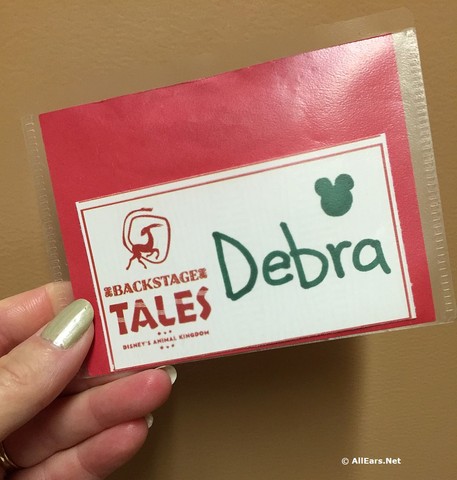 BACKSTAGE
TALES
DISNEY'S ANIMAL KINGDOM
Debra
© AllEars.Net